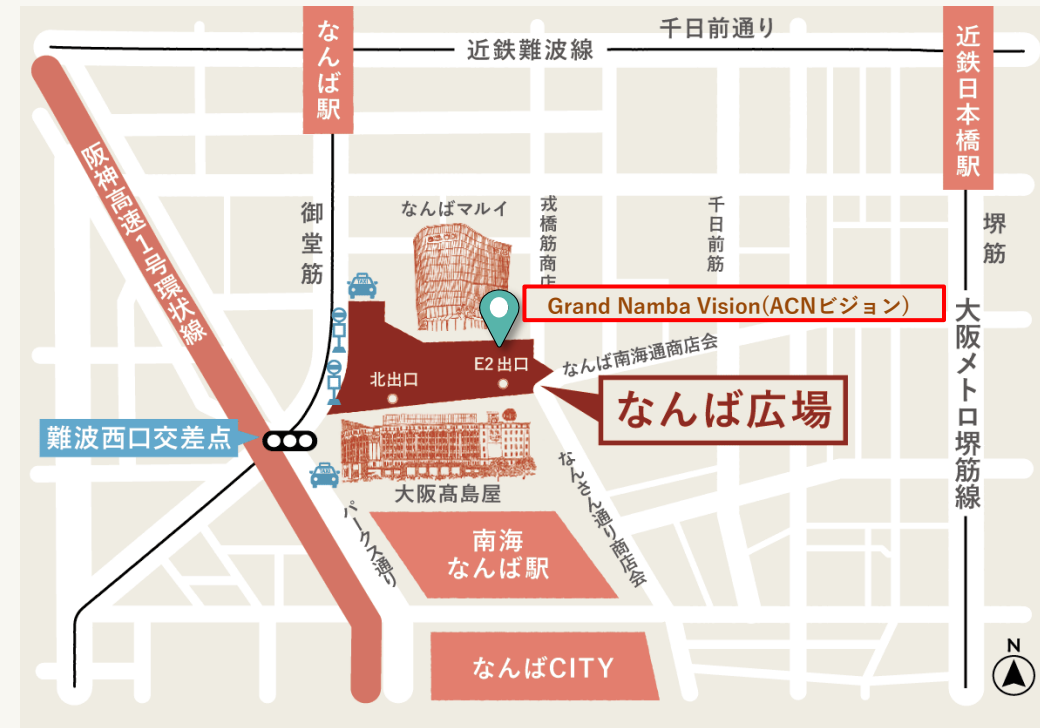 なんば駅
千日前通り
近鉄難波線
近鉄日本橋駅
阪神高速1号環状線
御堂筋
なんばマルイ
戎橋筋商店
千日前筋
堺筋
TAXI
Grand Namba Vision(ACNビジョン)
大阪メトロ堺筋線
なんば南海通商店会
E2出口
北出口
なんば広場
難波西口交差点
TAXI
大阪髙島屋
なんさん通り商店会
パークス通り
南海
なんば駅
なんばCITY
N